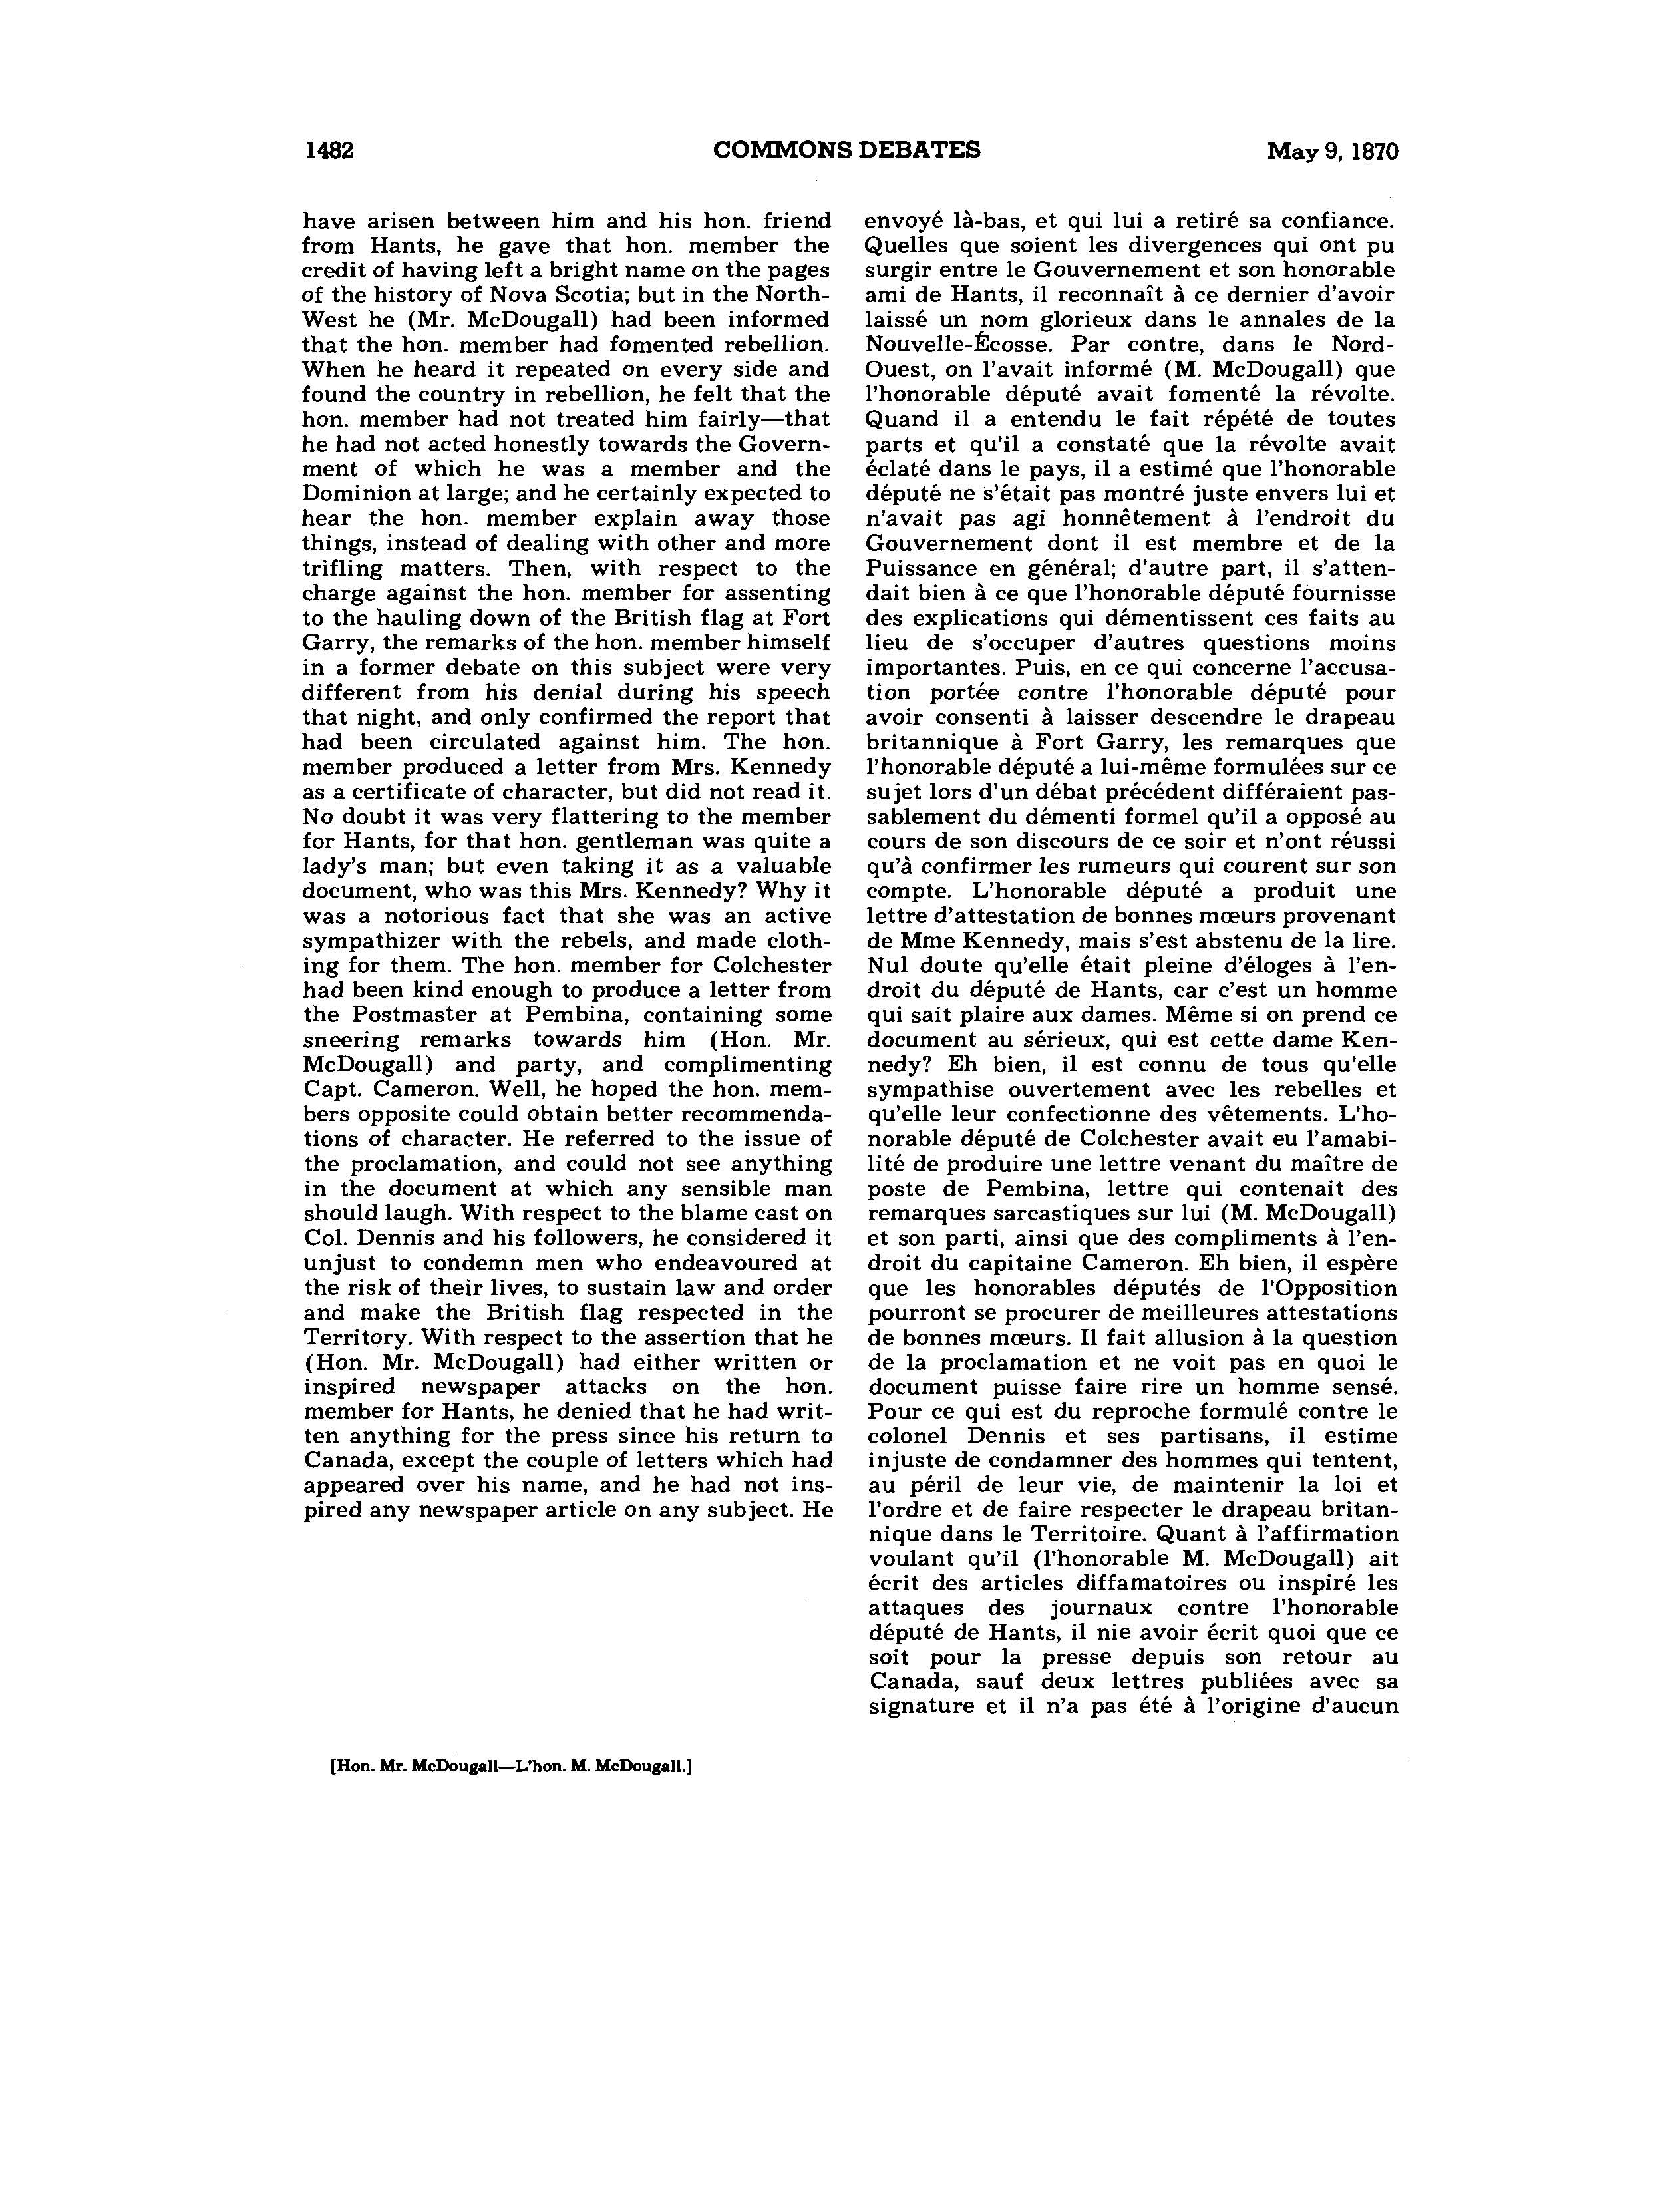 1482 COMMONS DEBATES May 9, 1870
have arisen between him and his hon. friend
from Hants, he gave that hon. member the
credit of having left a bright name on the pages
of the history of Nova Scotia; but in the North-
West he (Mr. McDougall) had been informed
that the hon. member had fomented rebellion.
When he heard it repeated on every side and
found the country in rebellion, he felt that the
hon. member had not treated him fairly—that
he had not acted honestly towards the Govern-
ment of which he was a member and the
Dominion at large; and he certainly expected to
hear the hon. member explain away those
things, instead of dealing with other and more
trifling matters. Then, with respect to the
charge against the hon. member for assenting
to the hauling down of the British flag at Fort
Garry, the remarks of the hon. member himself
in a former debate on this subject were very
different from his denial during his speech
that night, and only confirmed the report that
had been circulated against him. The hon.
member produced a letter from Mrs. Kennedy
as a certificate of character, but did not read it.
No doubt it was very flattering to the member
for Hants, for that hon. gentleman was quite a
lady's man; but even taking it as a valuable
document, who was this Mrs. Kennedy? Why it
was a notorious fact that she was an active
sympathizer with the rebels, and made cloth-
ing for them. The hon. member for Colchester
had been kind enough to produce a letter from
the Postmaster at Pembina, containing some
sneering remarks towards him (Hon. Mr.
McDougall) and party, and complimenting
Capt. Cameron. Well, he hoped the hon. mem-
bers opposite could obtain better recommenda-
tions of character. He referred to the issue of
the proclamation, and could not see anything
in the document at which any sensible man
should laugh. With respect to the blame cast on
Col. Dennis and his followers, he considered it
unjust to condemn men who endeavoured at
the risk of their lives, to sustain law and order
and make the British flag respected in the
Territory. With respect to the assertion that he
(Hon. Mr. McDougall) had either written or
inspired newspaper attacks on the hon.
member for Hants, he denied that he had writ-
ten anything for the press since his return to
Canada, except the couple of letters which had
appeared over his name, and he had not ins-
pired any newspaper article on any subject. He
envoyé là-bas, et qui lui a retiré sa confiance.
Quelles que soient les divergences qui ont pu
surgir entre le Gouvernement et son honorable
ami de Hants, il reconnaît à ce dernier d'avoir
laissé un nom glorieux dans le annales de la
Nouvelle-Écosse. Par contre, dans le Nord-
Ouest, on l'avait informé (M. McDougall) que
l'honorable député avait fomenté la révolte.
Quand il a entendu le fait répété de toutes
parts et qu'il a constaté que la révolte avait
éclaté dans le pays, il a estimé que l'honorable
député ne s'était pas montré juste envers lui et
n'avait pas agi honnêtement à l'endroit du
Gouvernement dont il est membre et de la
Puissance en général; d'autre part, il s'atten-
dait bien à ce que l'honorable député fournisse
des explications qui démentissent ces faits au
lieu de s'occuper d'autres questions moins
importantes. Puis, en ce qui concerne l'accusa-
tion portée contre l'honorable député pour
avoir consenti à laisser descendre le drapeau
britannique à Fort Garry, les remarques que
l'honorable député a lui-même formulées sur ce
sujet lors d'un débat précédent différaient pas-
sablement du démenti formel qu'il a opposé au
cours de son discours de ce soir et n'ont réussi
qu'à confirmer les rumeurs qui courent sur son
compte. L'honorable député a produit une
lettre d'attestation de bonnes mœurs provenant
de Mme Kennedy, mais s'est abstenu de la lire.
Nul doute qu'elle était pleine d'éloges à l'en-
droit du député de Hants, car c'est un homme
qui sait plaire aux dames. Même si on prend ce
document au sérieux, qui est cette dame Ken-
nedy? Eh bien, il est connu de tous qu'elle
sympathise ouvertement avec les rebelles et
qu'elle leur confectionne des vêtements. L'ho-
norable député de Colchester avait eu l'amabi-
lité de produire une lettre venant du maître de
poste de Pembina, lettre qui contenait des
remarques sarcastiques sur lui (M. McDougall)
et son parti, ainsi que des compliments à l'en-
droit du capitaine Cameron. Eh bien, il espère
que les honorables députés de l'Opposition
pourront se procurer de meilleures attestations
de bonnes mœurs. Il fait allusion à la question
de la proclamation et ne voit pas en quoi le
document puisse faire rire un homme sensé.
Pour ce qui est du reproche formulé contre le
colonel Dennis et ses partisans, il estime
injuste de condamner des hommes qui tentent,
au péril de leur vie, de maintenir la loi et
l'ordre et de faire respecter le drapeau britan-
nique dans le Territoire. Quant à l'affirmation
voulant qu'il (l'honorable M. McDougall) ait
écrit des articles diffamatoires ou inspiré les
attaques des journaux contre l'honorable
député de Hants, il nie avoir écrit quoi que ce
soit pour la presse depuis son retour au
Canada, sauf deux lettres publiées avec sa
signature et il n'a pas été à l'origine d'aucun
[Hon. Mr. McDougall—L'hon. M. McDougall.]